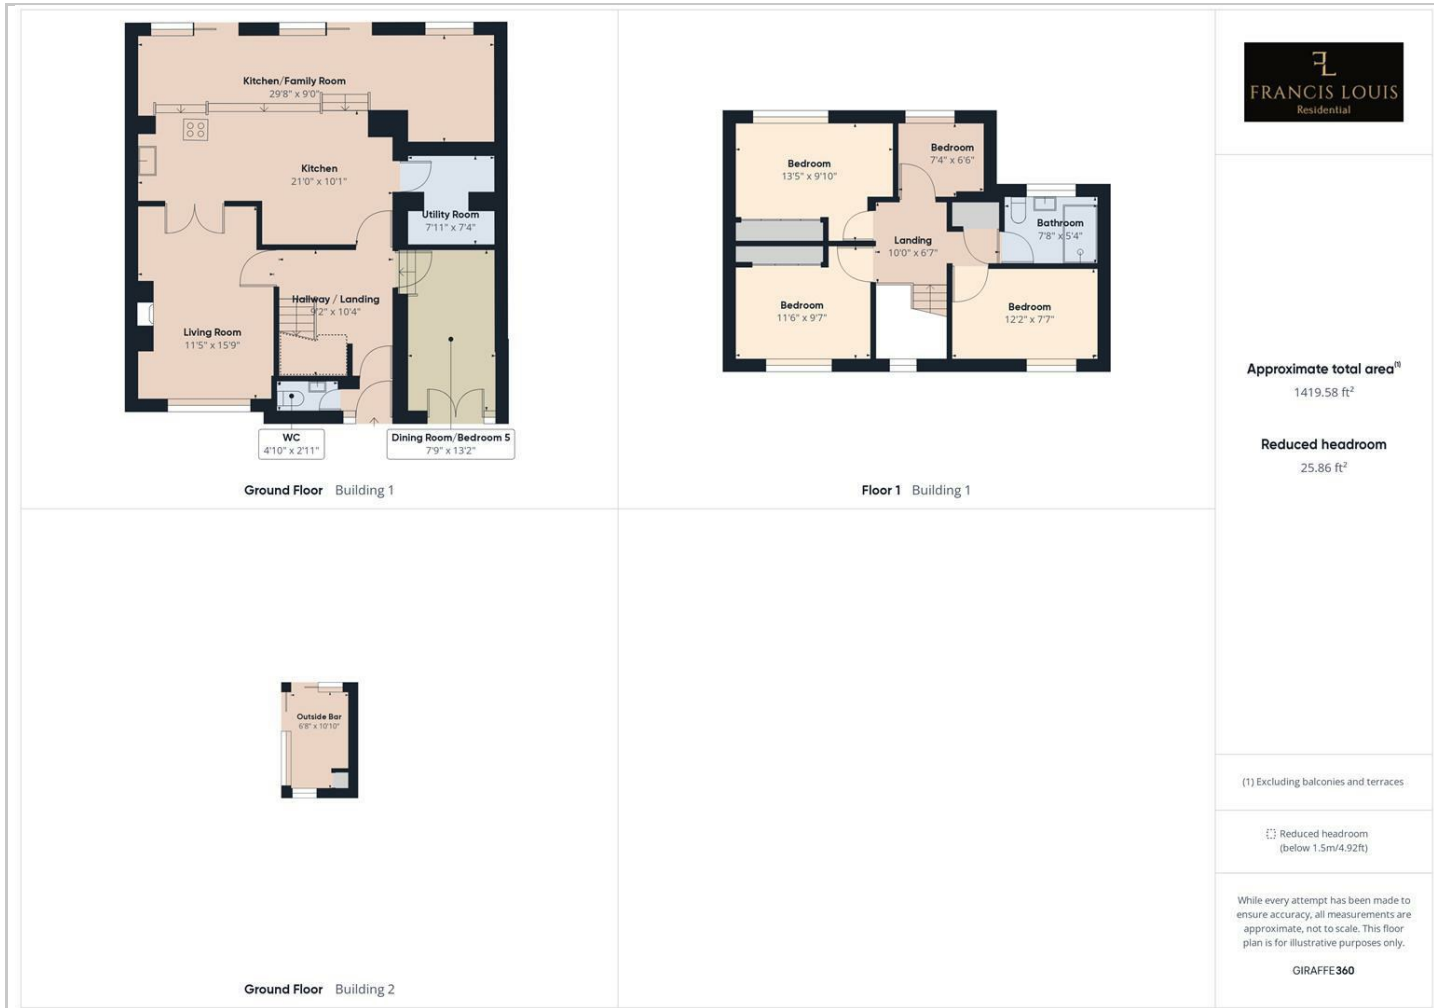 Kitchen/Family Room
29'8" x 9'0"
Kitchen
21'0" x 10'1"
Utility Room
7'11" x 7'4"
Hallway / Landing
9'2" x 10'4"
Living Room
11'5" x 15'9"
WC
4'10" x 2'11"
Dining Room/Bedroom 5
7'9" x 13'2"
Ground Floor Building 1
Bedroom
13'5" x 9'10"
Bedroom
7'4" x 6'6"
Bathroom
7'8" x 5'4"
Landing
10'0" x 6'7"
Bedroom
11'6" x 9'7"
Bedroom
12'2" x 7'7"
Floor 1 Building 1
Outside Bar
6'8" x 10'10"
Ground Floor Building 2
FL
FRANCIS LOUIS
Residential
Approximate total area(1)
1419.58 ft²
Reduced headroom
25.86 ft²
(1) Excluding balconies and terraces
Reduced headroom
(below 1.5m/4.92ft)
While every attempt has been made to
ensure accuracy, all measurements are
approximate, not to scale. This floor
plan is for illustrative purposes only.
GIRAFFE360